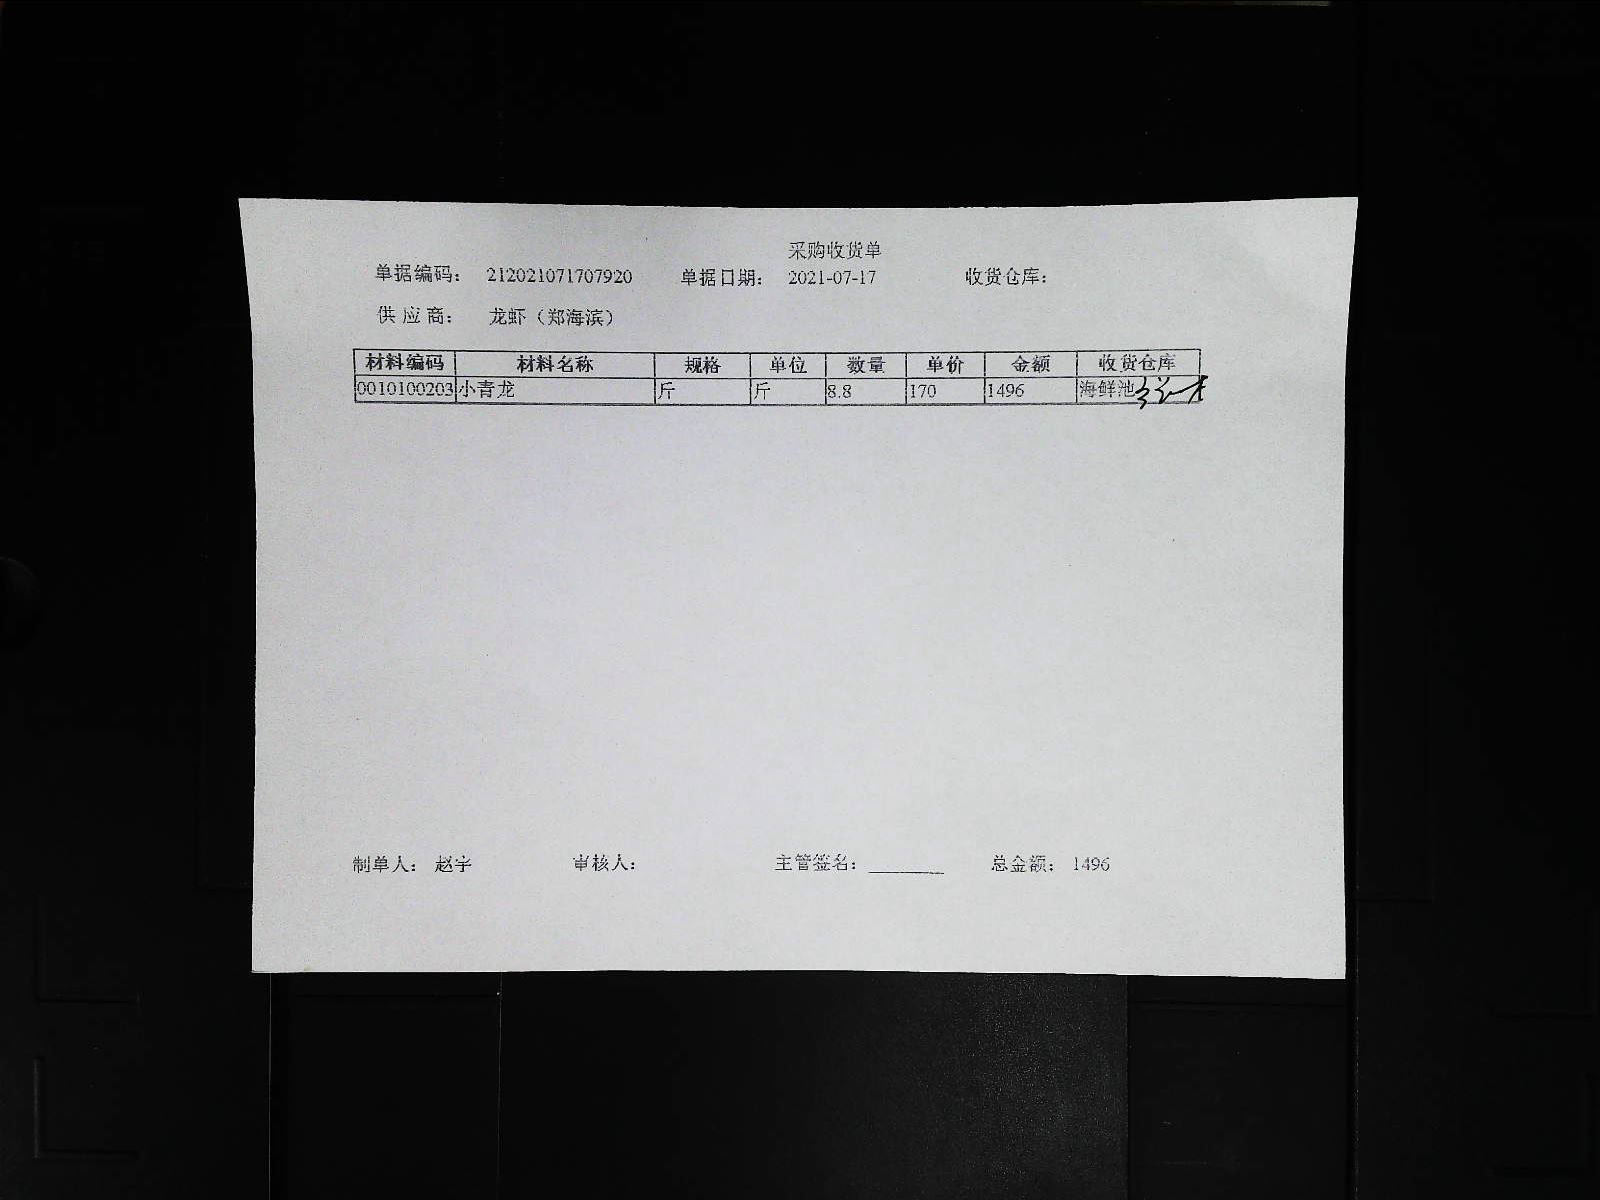 采购收货单
单据编码： 212021071707920 单据日期： 2021-07-17 收货仓库：
供 应 商： 龙虾（郑海滨）
材料编码 材料名称 规格 单位 数量 单价 金额 收货仓库
0010100203 小青龙 斤 斤 8.8 170 1496 海鲜池
制单人： 赵宇 审核人： 主管签名： ________ 总金额： 1496